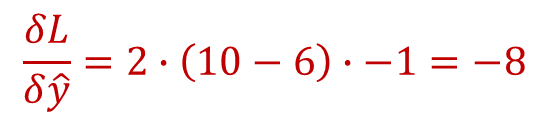 δL/δŷ = 2 · (10 − 6) · −1 = −8